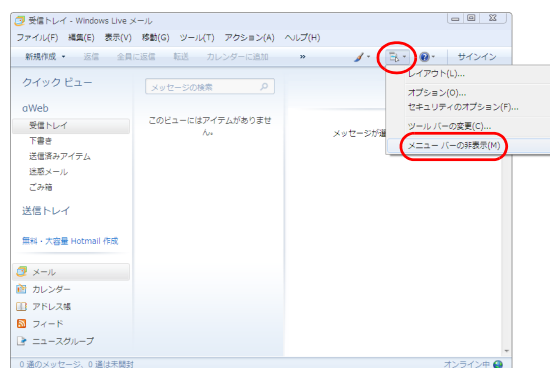 受信トレイ - Windows Live メール
ファイル(F) 編集(E) 表示(V) 移動(G) ツール(T) アクション(A) ヘルプ(H)
新規作成 返信 全員に返信 転送 カレンダーに追加 » サインイン
クイック ビュー
メッセージの検索
レイアウト(L)...
オプション(O)...
セキュリティのオプション(F)...
ツール バーの変更(C)...
メニュー バーの非表示(M)
αWeb
受信トレイ
下書き
送信済みアイテム
迷惑メール
ごみ箱
このビューにはアイテムがありませ
ん。
メッセージが選
送信トレイ
無料・大容量 Hotmail 作成
メール
カレンダー
アドレス帳
フィード
ニュースグループ
0 通のメッセージ、0 通は未開封
オンライン中